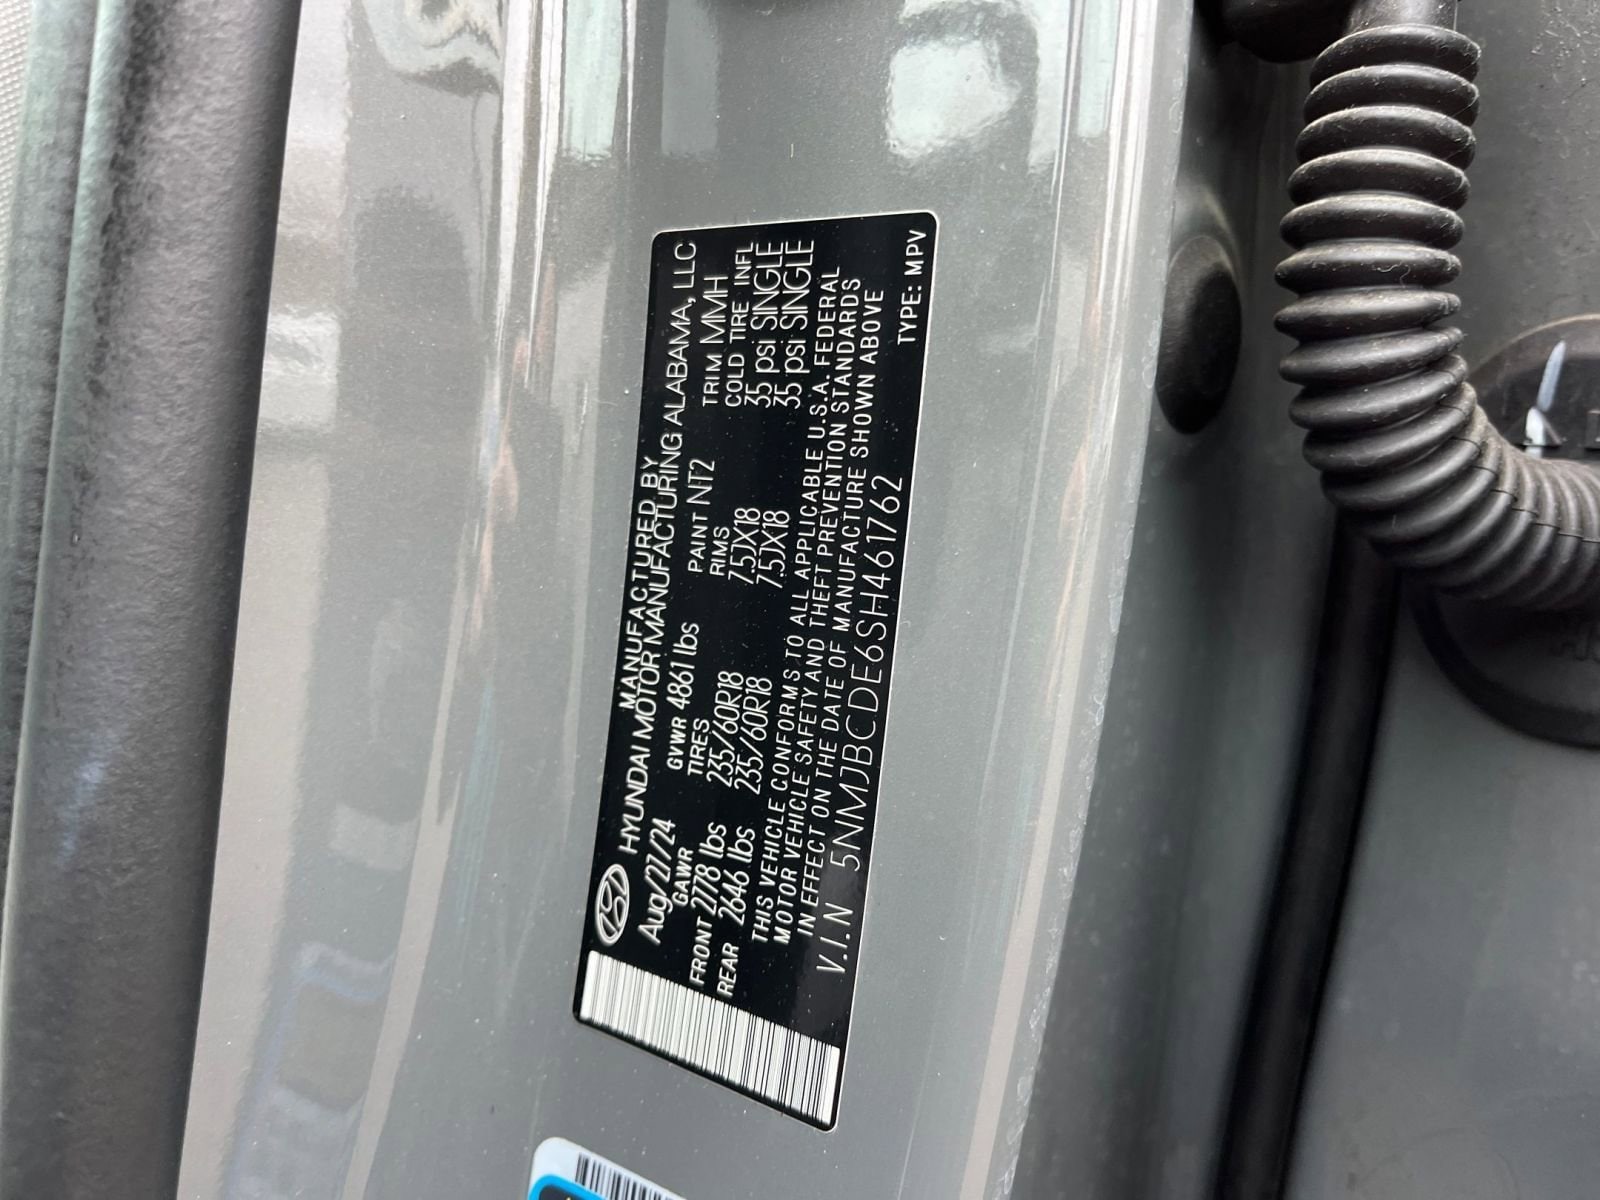 MANUFACTURED BY
HYUNDAI MOTOR MANUFACTURING ALABAMA, LLC
Aug/27/24 GVWR 4861 lbs PAINT NT2 TRIM MMH
GAWR TIRES RIMS COLD TIRE INFL
FRONT 2778 lbs 235/60R18 7.5JX18 35 psi SINGLE
REAR 2646 lbs 235/60R18 7.5JX18 35 psi SINGLE
THIS VEHICLE CONFORMS TO ALL APPLICABLE U.S.A. FEDERAL
MOTOR VEHICLE SAFETY AND THEFT PREVENTION STANDARDS
IN EFFECT ON THE DATE OF MANUFACTURE SHOWN ABOVE
V.I.N 5NMJBCDE6SH461762 TYPE: MPV